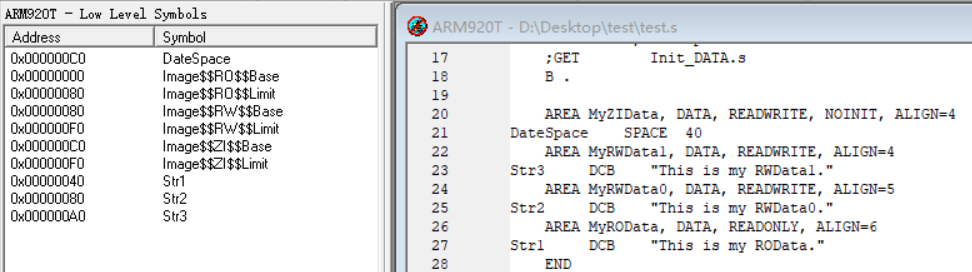 ARM920T - Low Level Symbols
Address Symbol
0x000000C0 DateSpace
0x00000000 Image$$RO$$Base
0x00000080 Image$$RO$$Limit
0x00000080 Image$$RW$$Base
0x000000F0 Image$$RW$$Limit
0x000000C0 Image$$ZI$$Base
0x000000F0 Image$$ZI$$Limit
0x00000040 Str1
0x00000080 Str2
0x000000A0 Str3
ARM920T - D:\Desktop\test\test.s
17 ;GET Init_DATA.s
18 B .
19
20 AREA MyZIData, DATA, READWRITE, NOINIT, ALIGN=4
21 DateSpace SPACE 40
22 AREA MyRWData1, DATA, READWRITE, ALIGN=4
23 Str3 DCB "This is my RWData1."
24 AREA MyRWData0, DATA, READWRITE, ALIGN=5
25 Str2 DCB "This is my RWData0."
26 AREA MyROData, DATA, READONLY, ALIGN=6
27 Str1 DCB "This is my ROData."
28 END